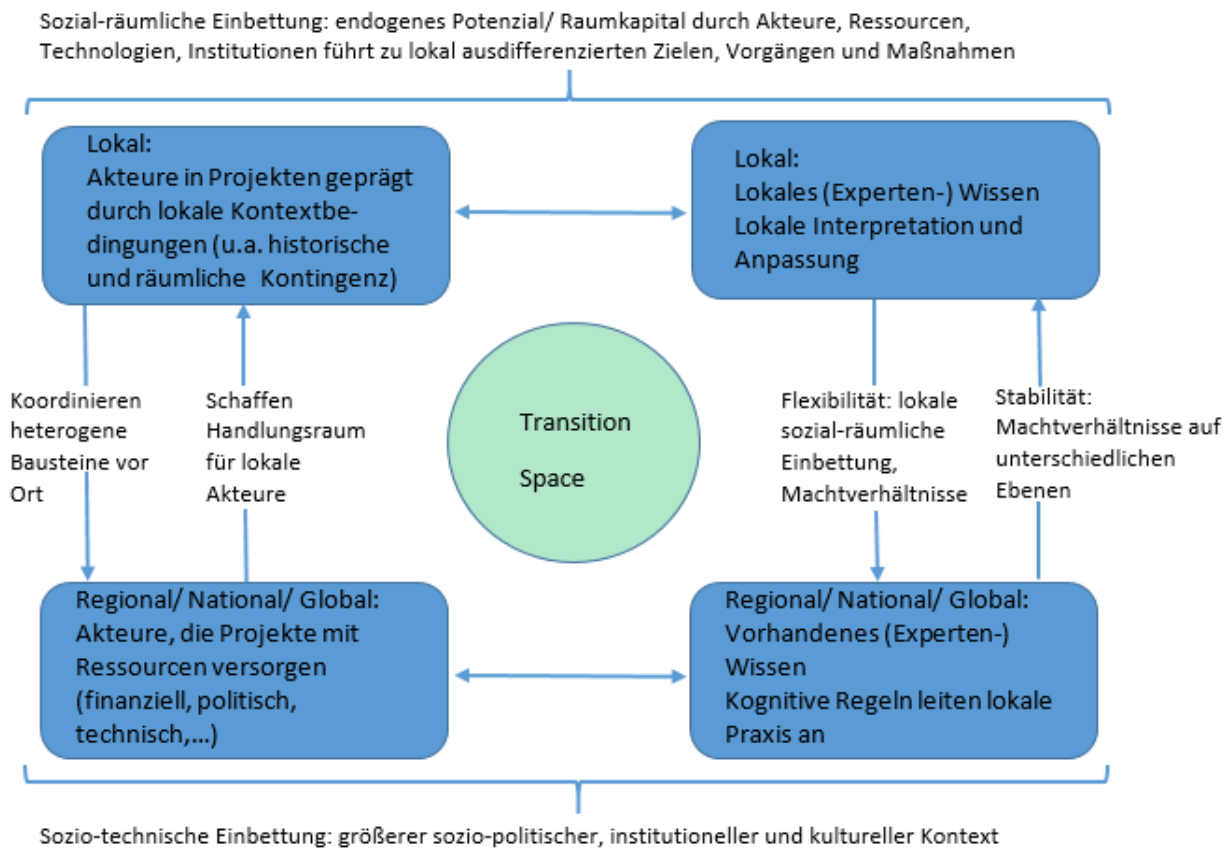 Sozial-räumliche Einbettung: endogenes Potenzial/ Raumkapital durch Akteure, Ressourcen,
Technologien, Institutionen führt zu lokal ausdifferenzierten Zielen, Vorgängen und Maßnahmen
Lokal:
Akteure in Projekten geprägt
durch lokale Kontextbe-
dingungen (u.a. historische
und räumliche Kontingenz)
Lokal:
Lokales (Experten-) Wissen
Lokale Interpretation und
Anpassung
Koordinieren
heterogene
Bausteine vor
Ort
Schaffen
Handlungsraum
für lokale
Akteure
Transition
Space
Flexibilität: lokale
sozial-räumliche
Einbettung,
Machtverhältnisse
Stabilität:
Machtverhältnisse auf
unterschiedlichen
Ebenen
Regional/ National/ Global:
Akteure, die Projekte mit
Ressourcen versorgen
(finanziell, politisch,
technisch,...)
Regional/ National/ Global:
Vorhandenes (Experten-)
Wissen
Kognitive Regeln leiten lokale
Praxis an
Sozio-technische Einbettung: größerer sozio-politischer, institutioneller und kultureller Kontext